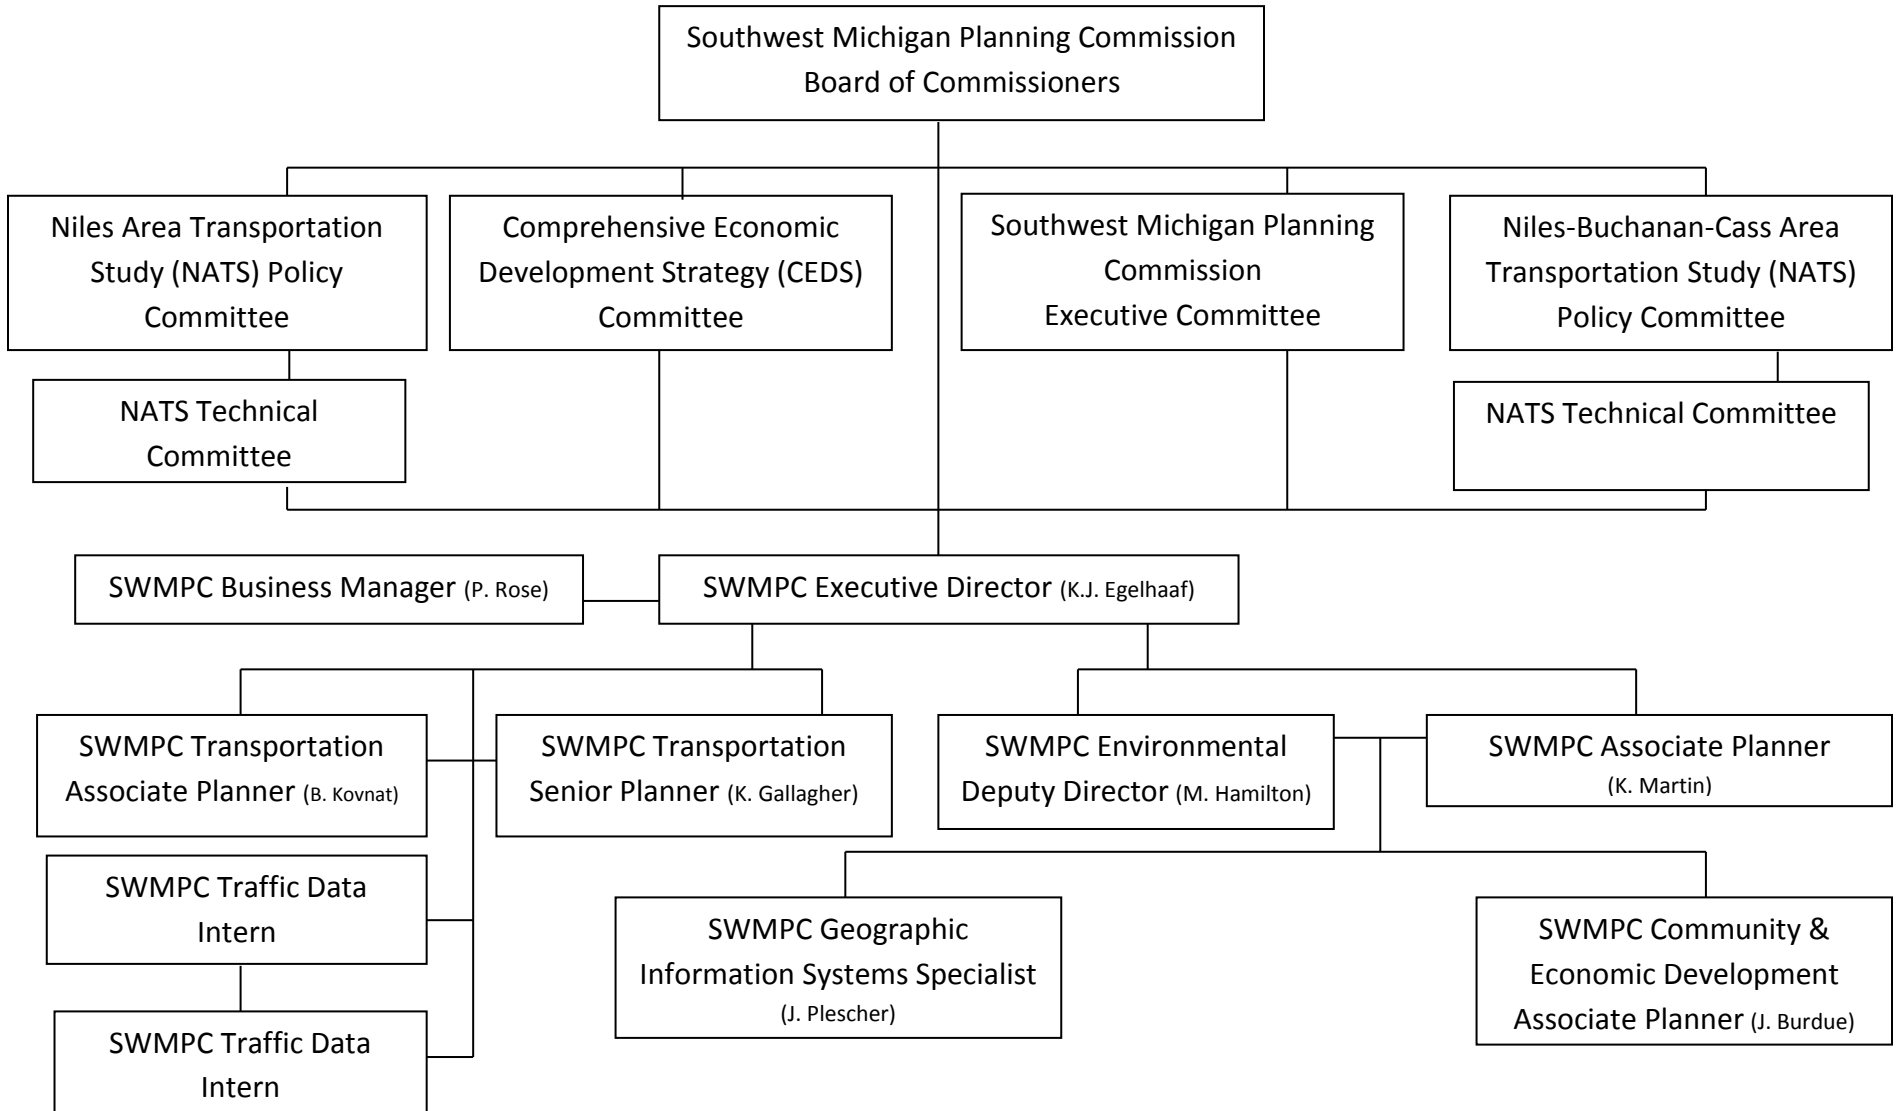 Southwest Michigan Planning Commission
Board of Commissioners
Niles Area Transportation
Study (NATS) Policy
Committee
Comprehensive Economic
Development Strategy (CEDS)
Committee
Southwest Michigan Planning
Commission
Executive Committee
Niles-Buchanan-Cass Area
Transportation Study (NATS)
Policy Committee
NATS Technical
Committee
NATS Technical Committee
SWMPC Business Manager (P. Rose)
SWMPC Executive Director (K.J. Egelhaaf)
SWMPC Transportation
Associate Planner (B. Kovnat)
SWMPC Transportation
Senior Planner (K. Gallagher)
SWMPC Environmental
Deputy Director (M. Hamilton)
SWMPC Associate Planner
(K. Martin)
SWMPC Traffic Data
Intern
SWMPC Geographic
Information Systems Specialist
(J. Plescher)
SWMPC Community &
Economic Development
Associate Planner (J. Burdue)
SWMPC Traffic Data
Intern